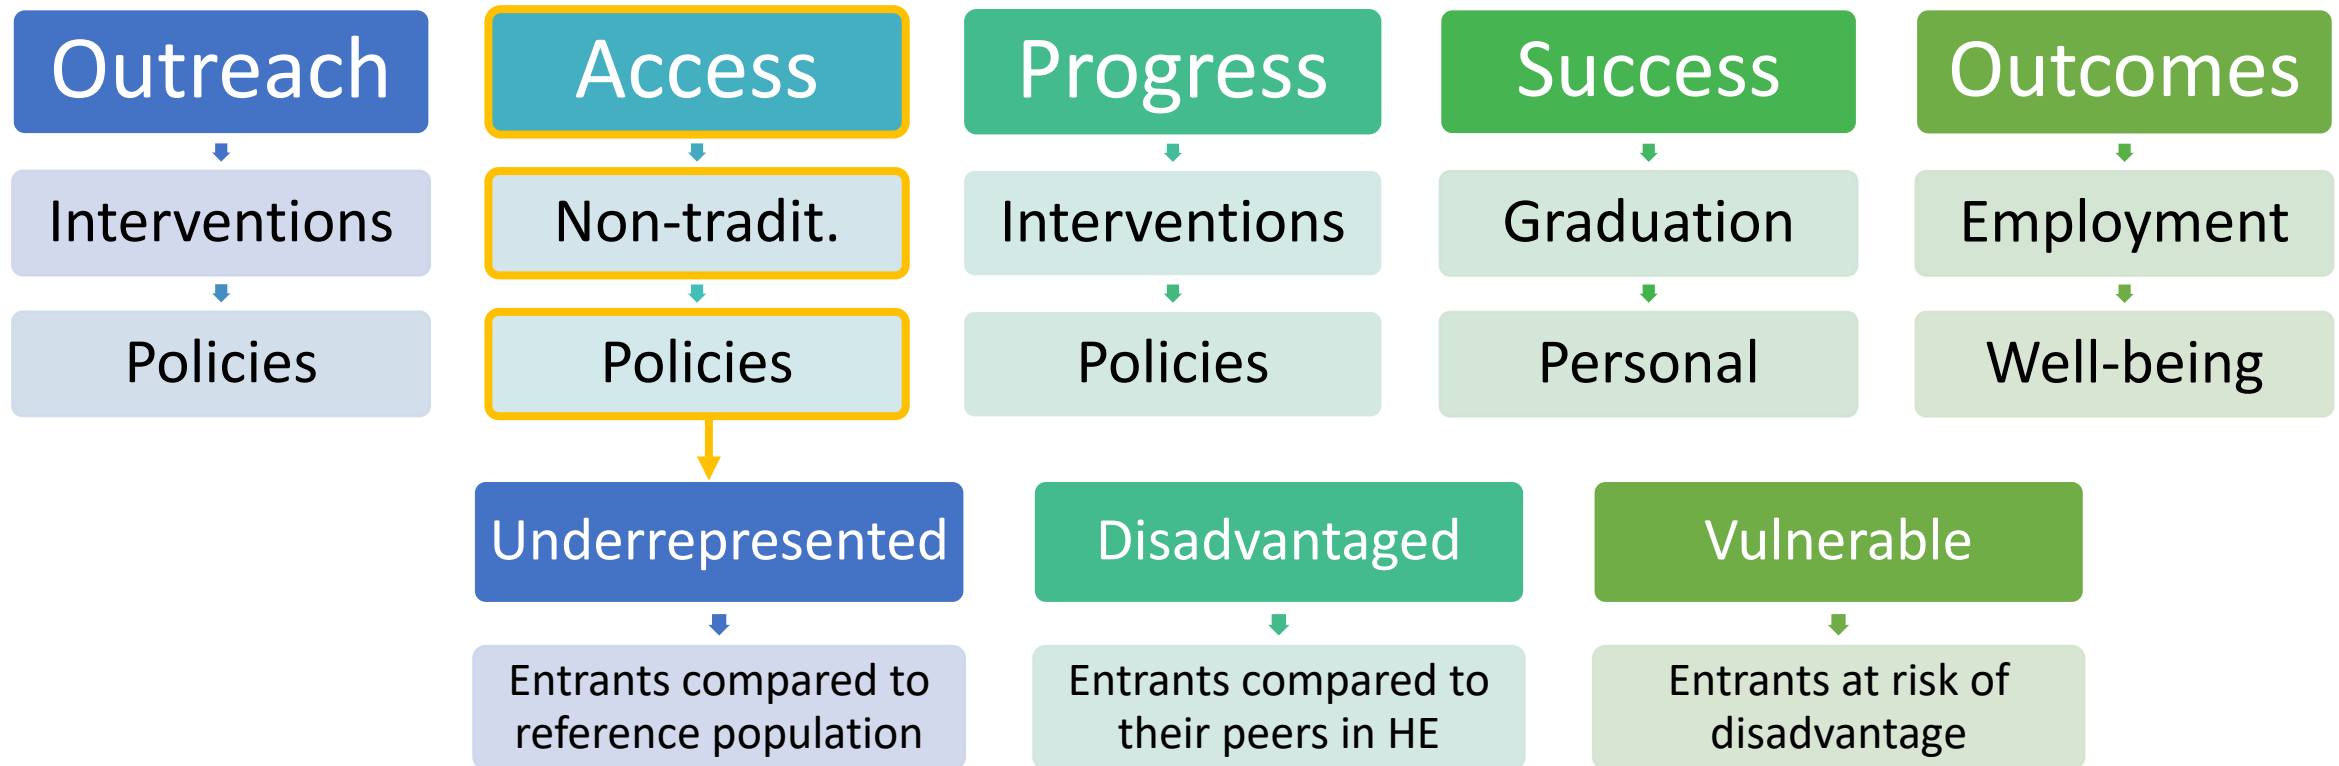 Outreach
Access
Progress
Success
Outcomes
Interventions
Non-tradit.
Interventions
Graduation
Employment
Policies
Policies
Policies
Personal
Well-being
Underrepresented
Disadvantaged
Vulnerable
Entrants compared to
reference population
Entrants compared to
their peers in HE
Entrants at risk of
disadvantage